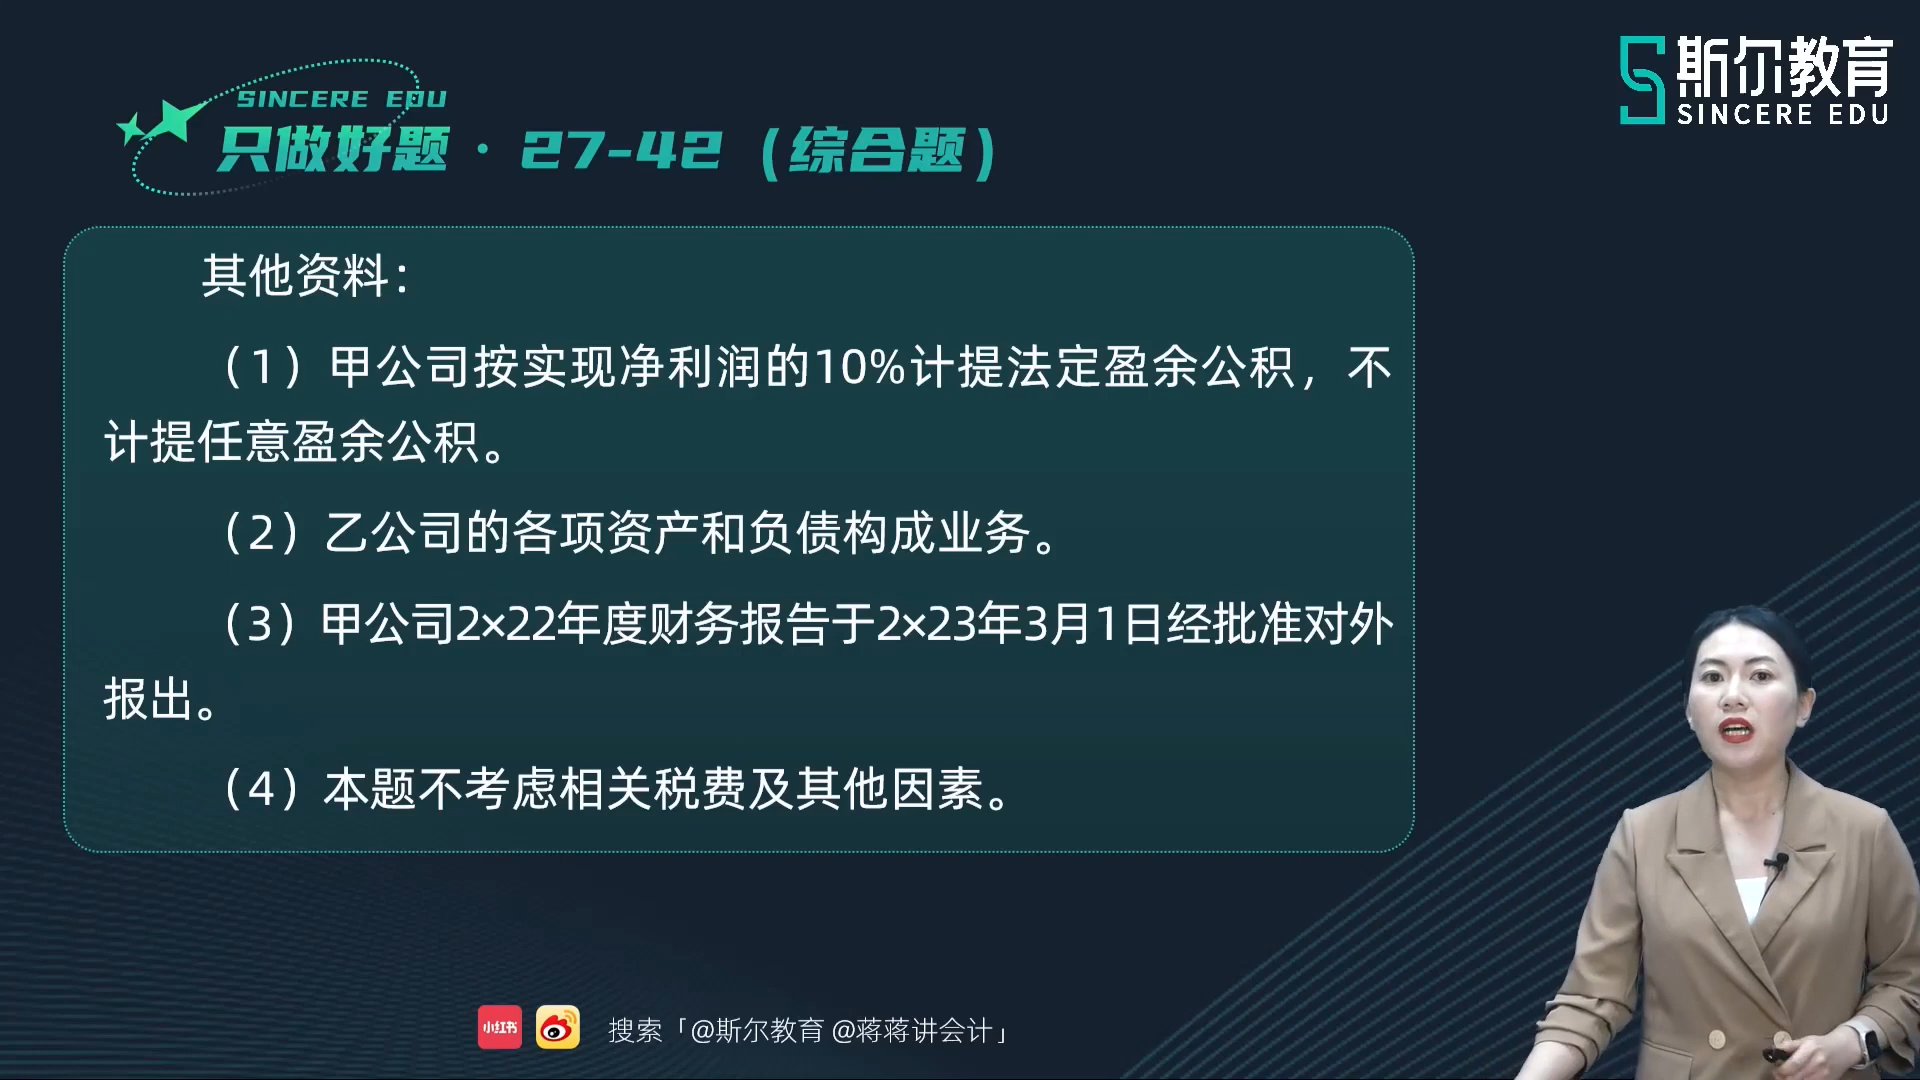 SINCERE EDU
只做好题 · 27-42（综合题）
斯尔教育
SINCERE EDU
其他资料：
（1）甲公司按实现净利润的10%计提法定盈余公积，不
计提任意盈余公积。
（2）乙公司的各项资产和负债构成业务。
（3）甲公司2×22年度财务报告于2×23年3月1日经批准对外
报出。
（4）本题不考虑相关税费及其他因素。
小红书
搜索「@斯尔教育 @蒋蒋讲会计」